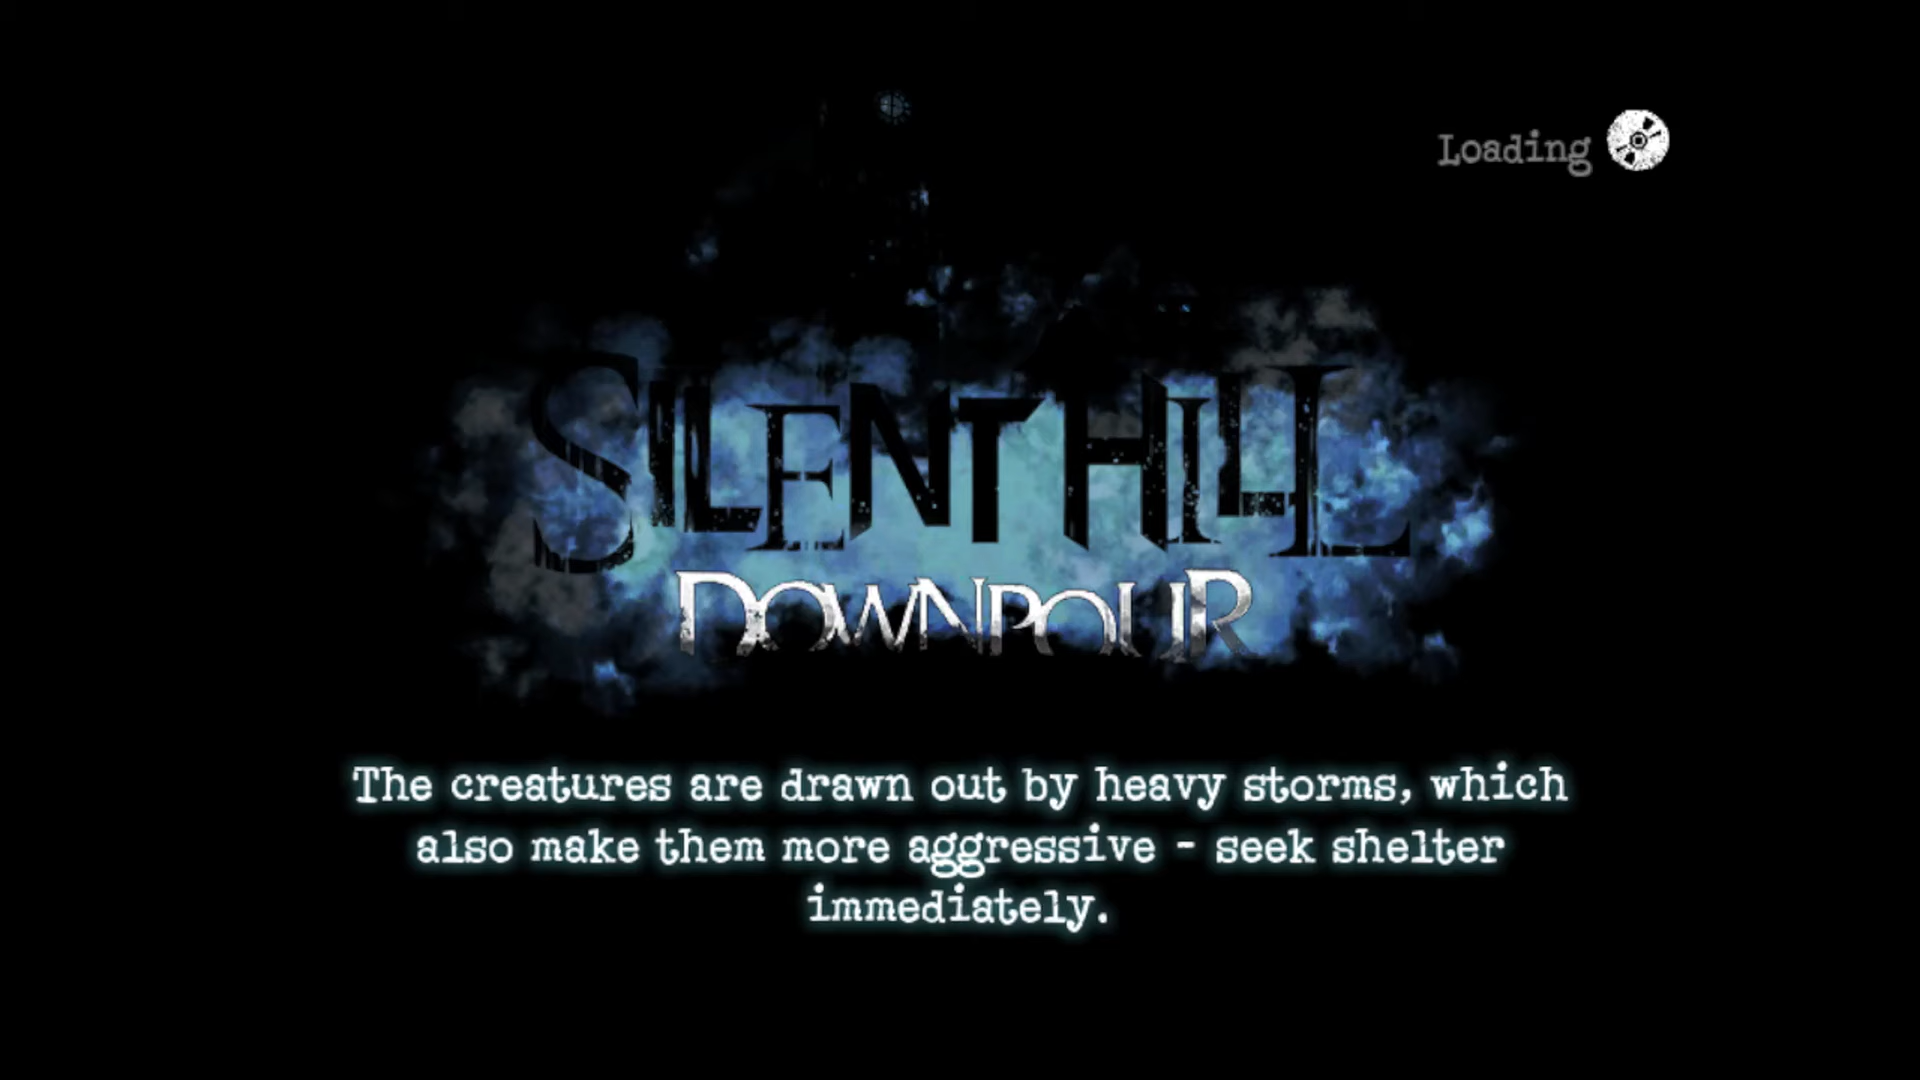 Loading
SILENT HILL
DOWNPOUR
The creatures are drawn out by heavy storms, which
also make them more aggressive - seek shelter
immediately.